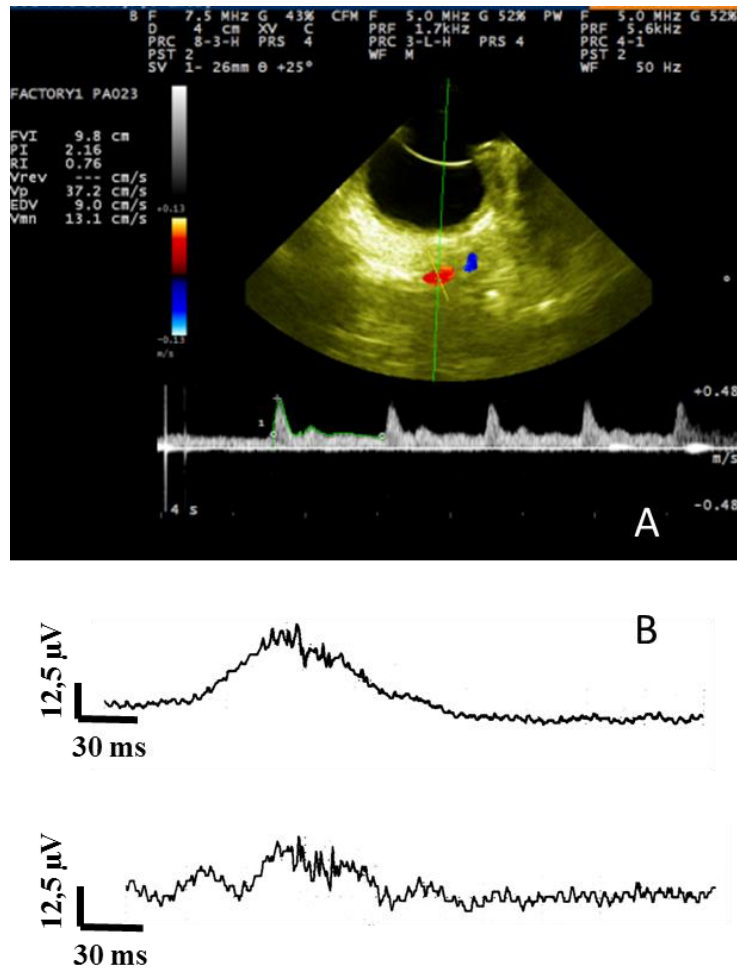 B F 7.5 MHz G 43% CFM F 5.0 MHz G 52% PW F 5.0 MHz G 52%
D 4 cm XV C PRF 1.7kHz PRF 5.6kHz
PRC 8-3-H PRS 4 PRC 3-L-H PRS 4 PRC 4-1
PST 2 WF M PST 2
SV 1- 26mm θ +25° WF 50 Hz
FACTORY1 PA023
FVI 9.8 cm
PI 2.16
RI 0.76
Vrev --- cm/s
Vp 37.2 cm/s
EDV 9.0 cm/s
Vmn 13.1 cm/s
+0.13
-0.13
m/s
+0.48
1
m/s
4 s
-0.48
A
B
12,5 µV
30 ms
12,5 µV
30 ms